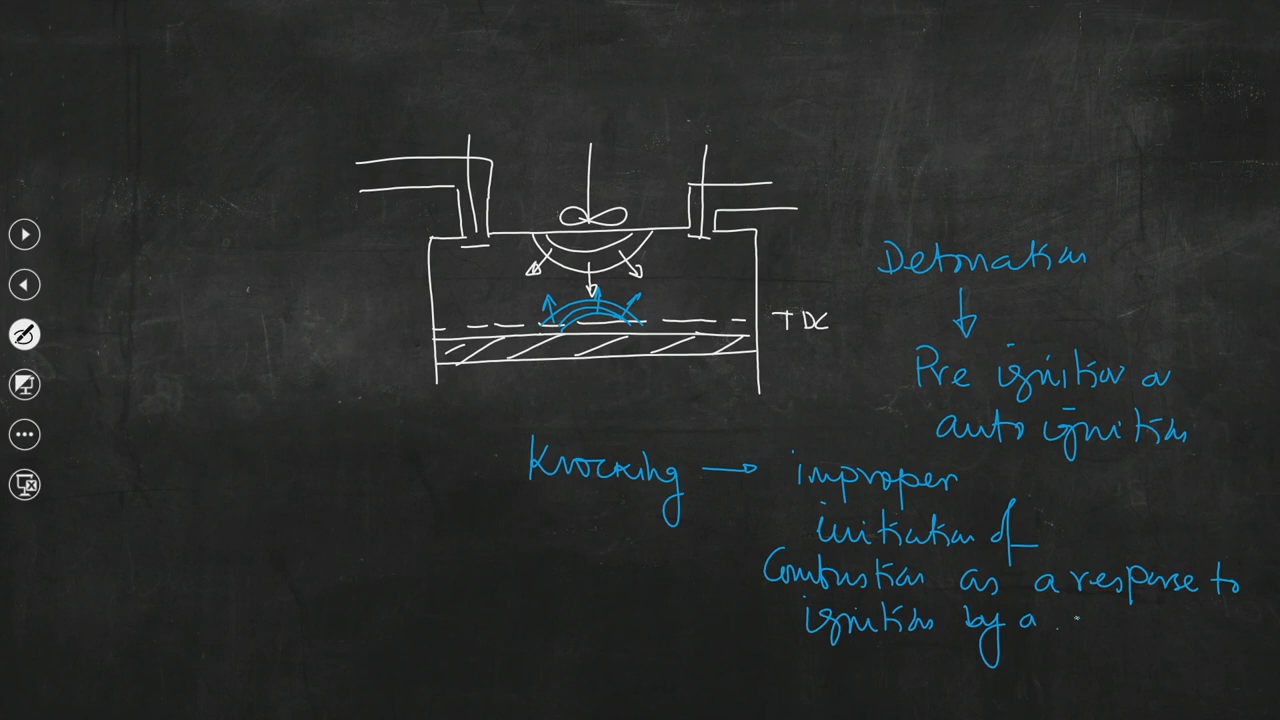 TDC
Detonation
Pre ignition or
auto ignition
Knocking → improper
initiation of
Combustion as a response to
ignition by a